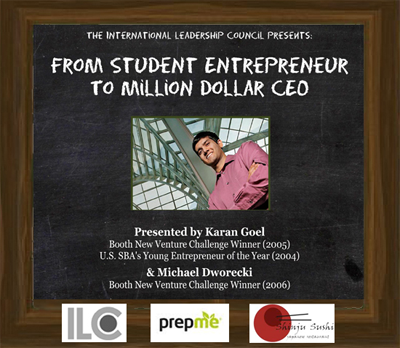 THE INTERNATIONAL LEADERSHIP COUNCIL PRESENTS:
FROM STUDENT ENTREPRENEUR
TO MILLION DOLLAR CEO
Presented by Karan Goel
Booth New Venture Challenge Winner (2005)
U.S. SBA's Young Entrepreneur of the Year (2004)
& Michael Dworecki
Booth New Venture Challenge Winner (2006)
ILC
prepme
Shinju Sushi